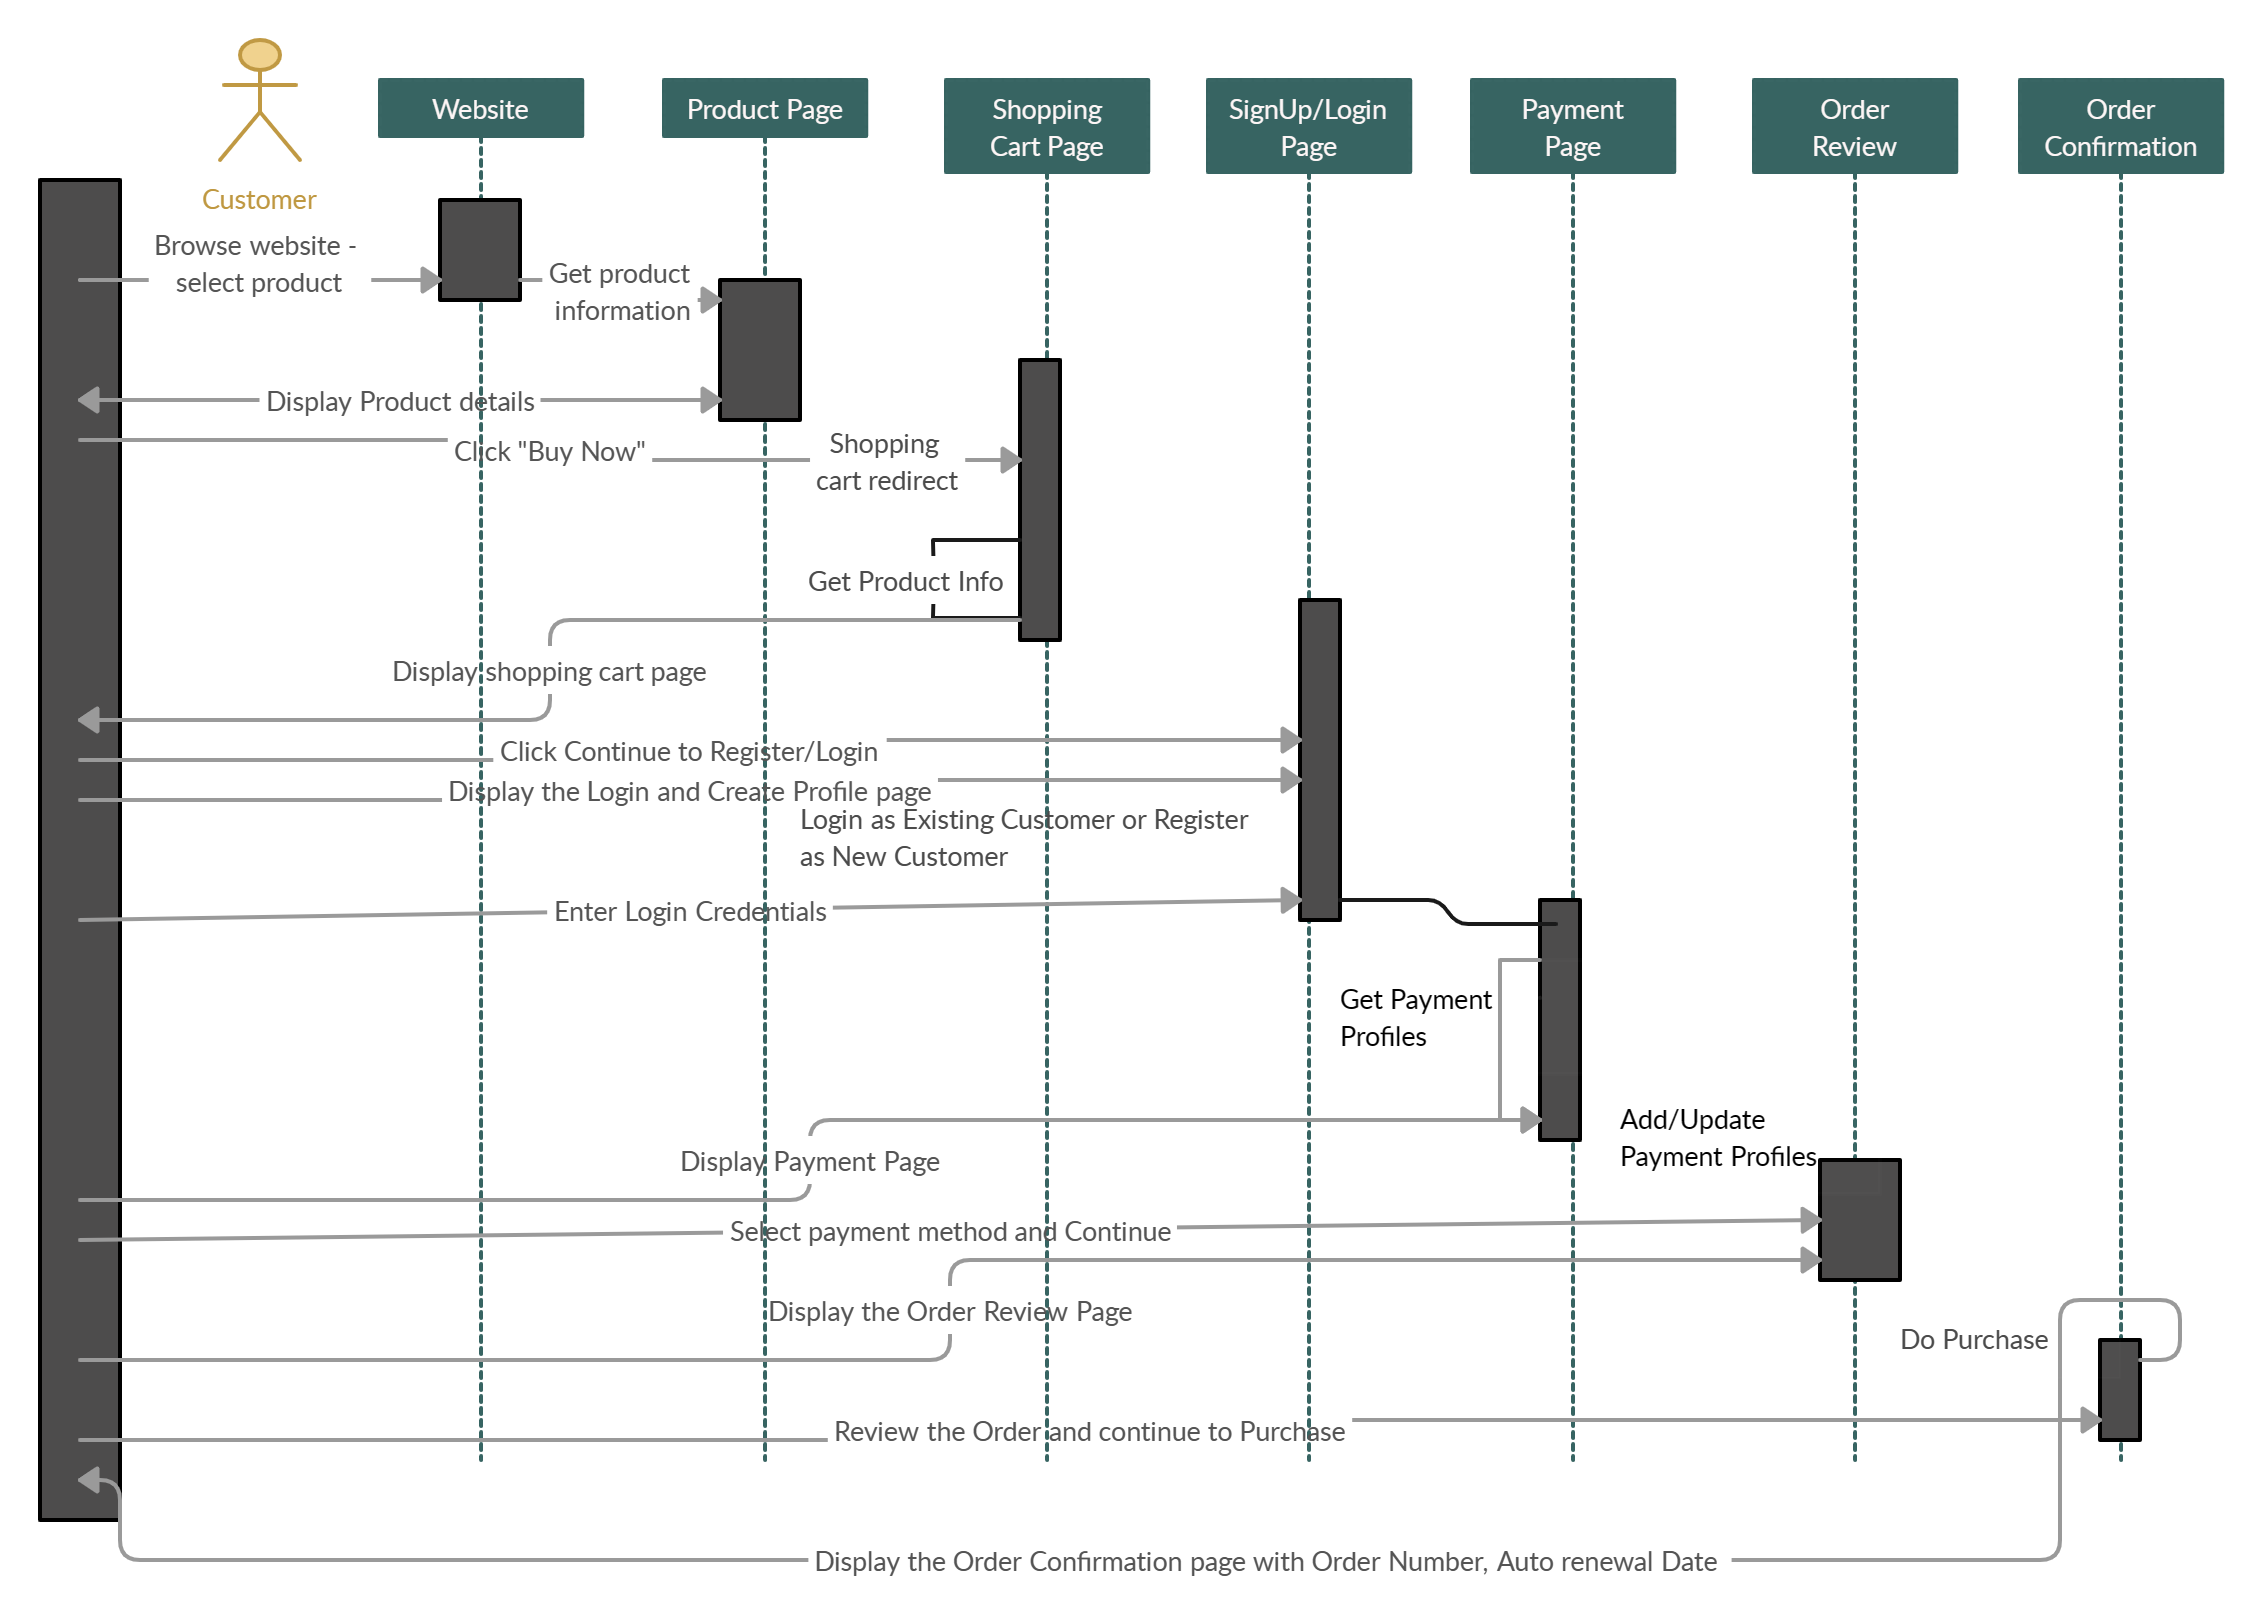 Website
Product Page
Shopping
Cart Page
SignUp/Login
Page
Payment
Page
Order
Review
Order
Confirmation
Customer
Browse website -
select product
Get product
information
Display Product details
Click "Buy Now"
Shopping
cart redirect
Get Product Info
Display shopping cart page
Click Continue to Register/Login
Display the Login and Create Profile page
Login as Existing Customer or Register
as New Customer
Enter Login Credentials
Get Payment
Profiles
Add/Update
Payment Profiles
Display Payment Page
Select payment method and Continue
Display the Order Review Page
Do Purchase
Review the Order and continue to Purchase
Display the Order Confirmation page with Order Number, Auto renewal Date